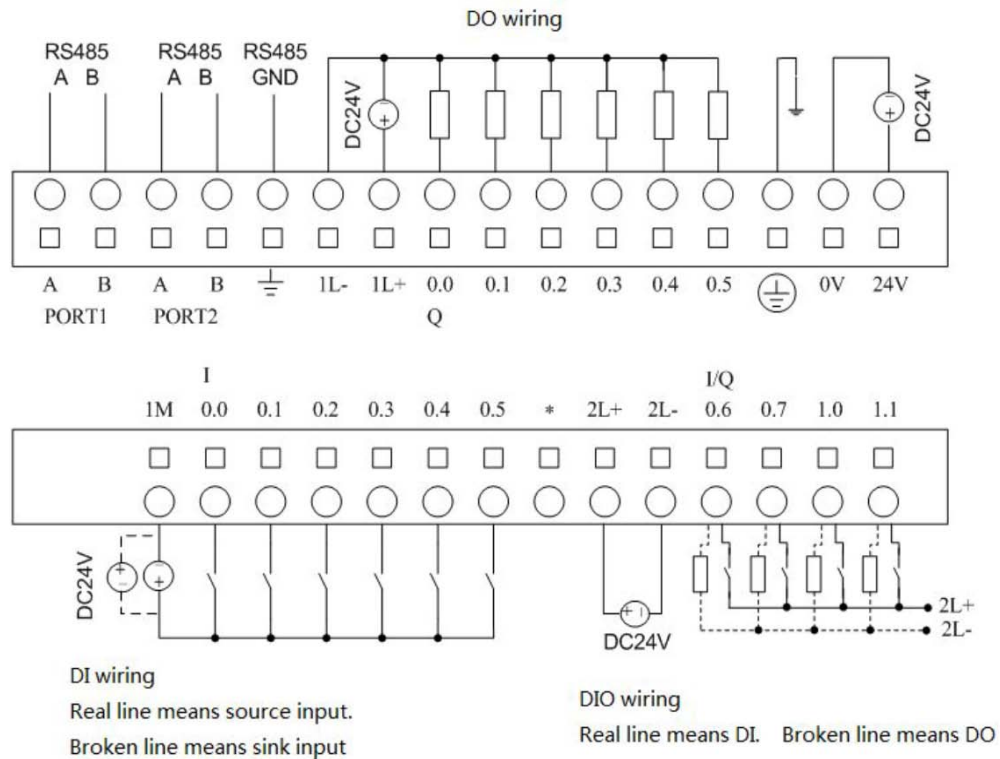 DO wiring
RS485 RS485 RS485
A B A B GND
DC24V
DC24V
A B A B 1L- 1L+ 0.0 0.1 0.2 0.3 0.4 0.5 0V 24V
PORT1 PORT2 Q
I I/Q
1M 0.0 0.1 0.2 0.3 0.4 0.5 * 2L+ 2L- 0.6 0.7 1.0 1.1
DC24V
2L+
2L-
DC24V
DI wiring
Real line means source input.
Broken line means sink input
DIO wiring
Real line means DI. Broken line means DO